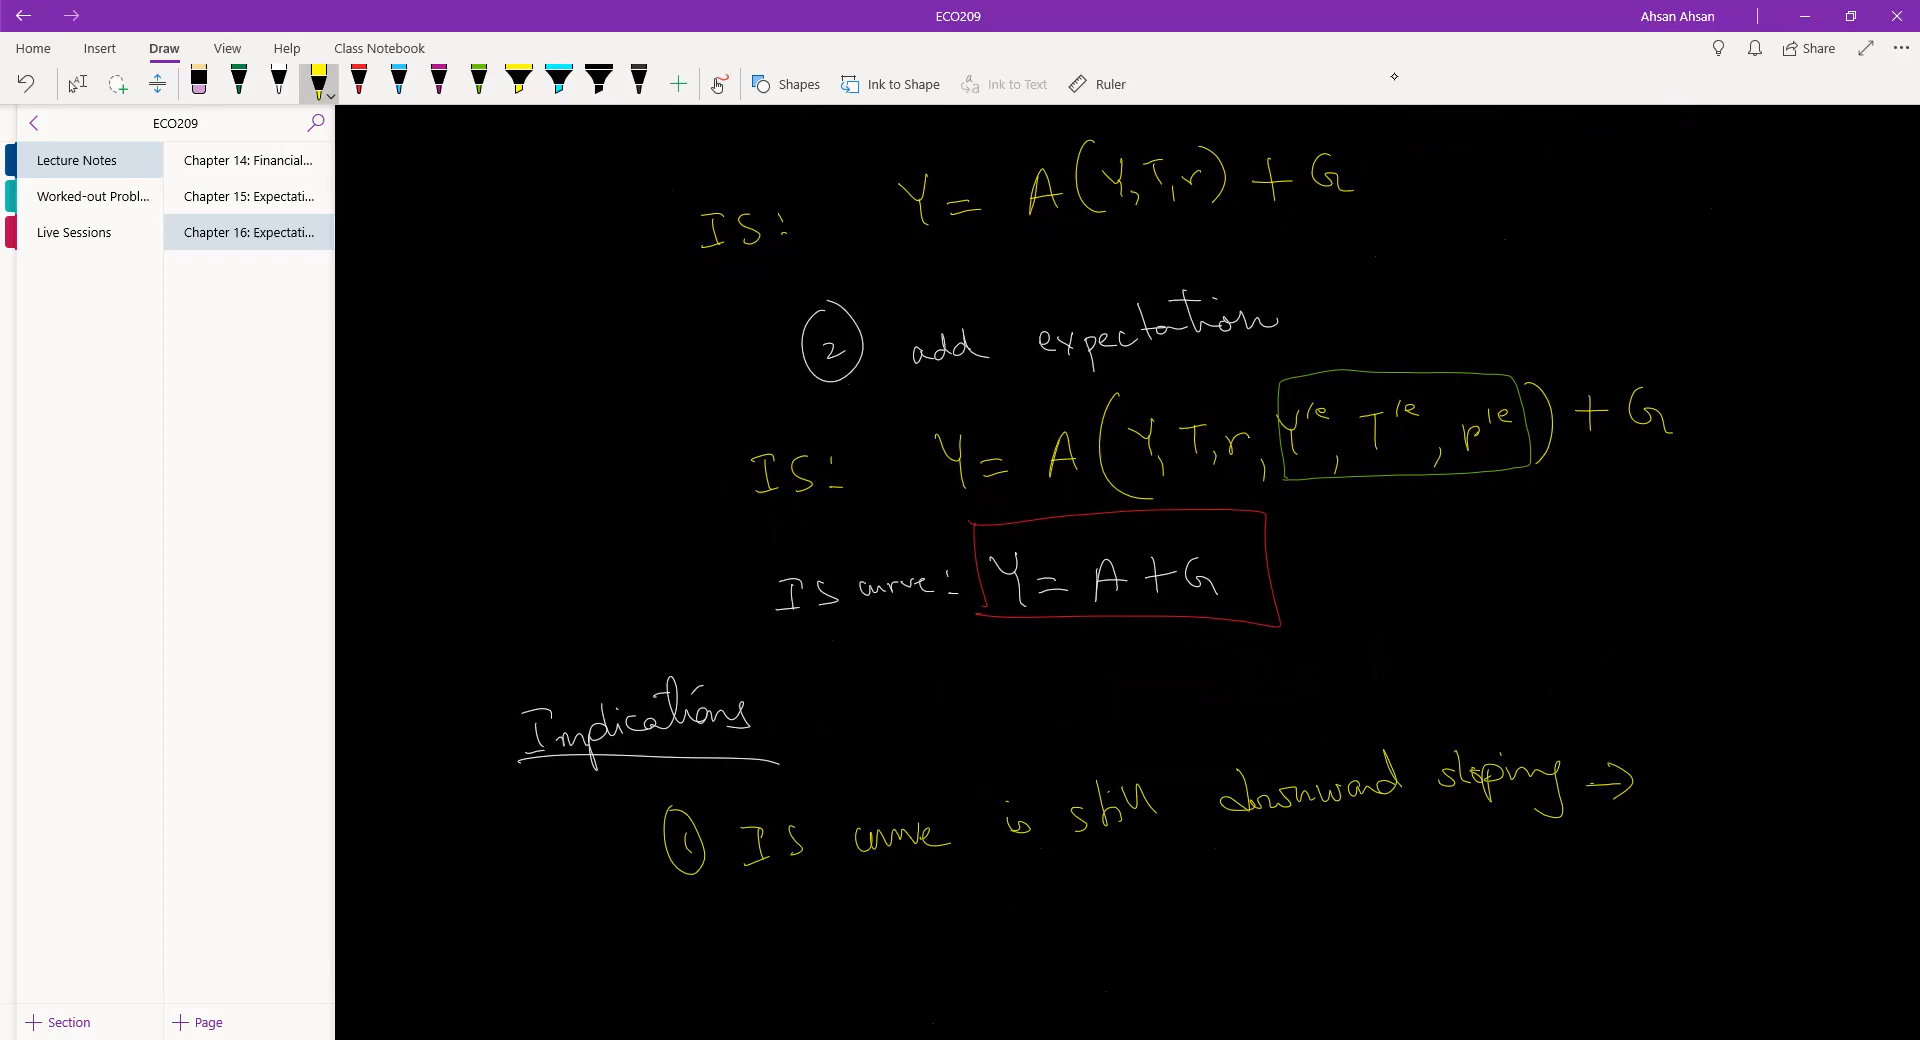 ECO209
Ahsan Ahsan
Home Insert Draw View Help Class Notebook
Share
Shapes Ink to Shape Ink to Text Ruler
ECO209
Lecture Notes
Worked-out Probl...
Live Sessions
Chapter 14: Financial...
Chapter 15: Expectati...
Chapter 16: Expectati...
IS: Y = A(Y, T, r) + G
② add expectation
IS: Y = A(Y, T, r, Y'e, T'e, r'e) + G
IS curve: Y = A + G
Implications
① IS curve is still downward sloping →
Section
Page